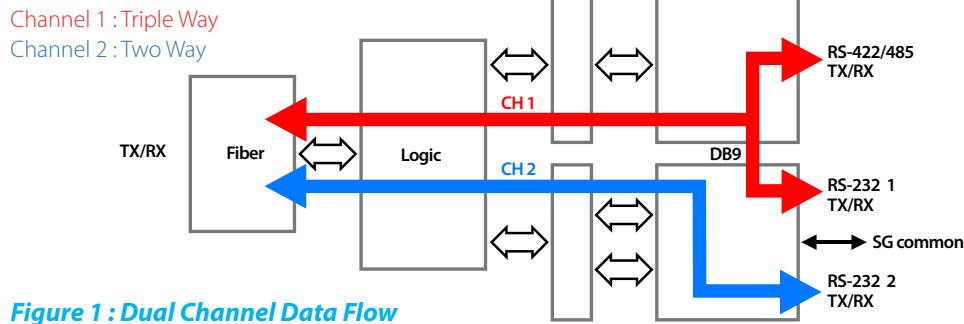 Channel 1 : Triple Way
Channel 2 : Two Way
RS-422/485
TX/RX
CH 1
TX/RX
Fiber
Logic
DB9
CH 2
RS-232 1
TX/RX
SG common
RS-232 2
TX/RX
Figure 1 : Dual Channel Data Flow